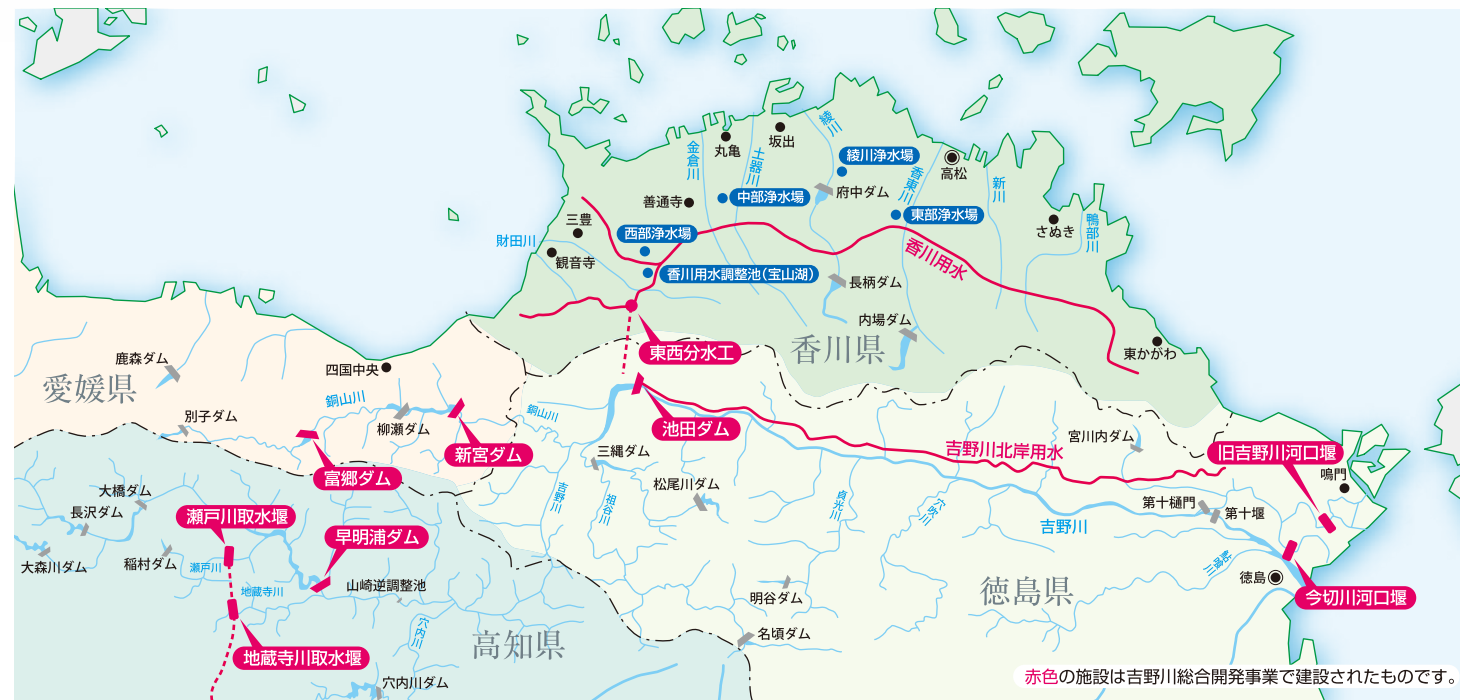 綾川
坂出
丸亀
金倉川
土器川
綾川浄水場
香東川
高松
新川
府中ダム
中部浄水場
善通寺
東部浄水場
三豊
西部浄水場
さぬき
鴨部川
財田川
観音寺
香川用水調整池(宝山湖)
香川用水
長柄ダム
内場ダム
香川県
東西分水工
東かがわ
鹿森ダム
四国中央
愛媛県
銅山川
別子ダム
柳瀬ダム
銅山川
池田ダム
新宮ダム
三縄ダム
吉野川北岸用水
宮川内ダム
旧吉野川河口堰
鳴門
富郷ダム
松尾川ダム
大橋ダム
長沢ダム
瀬戸川取水堰
吉野川
祖谷川
貞光川
穴吹川
第十樋門
第十堰
吉野川
早明浦ダム
大森川ダム
稲村ダム
瀬戸川
鮎喰川
徳島
地蔵寺川
山崎逆調整池
明谷ダム
徳島県
今切川河口堰
穴内川
高知県
名頃ダム
地蔵寺川取水堰
穴内川ダム
赤色の施設は吉野川総合開発事業で建設されたものです。